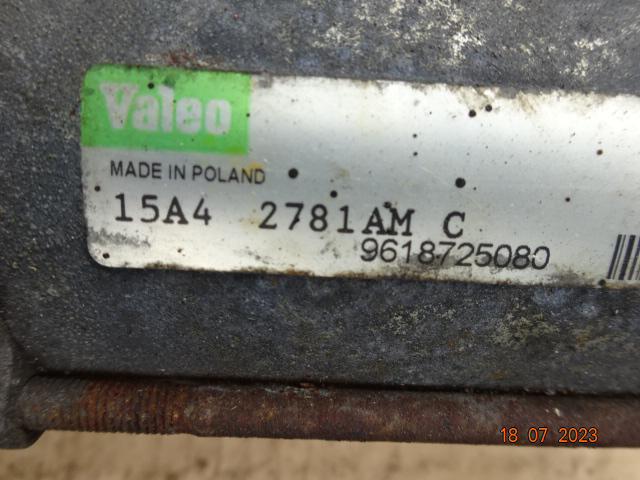 Valeo
MADE IN POLAND
15A4 2781AM C
9618725080
18 07 2023